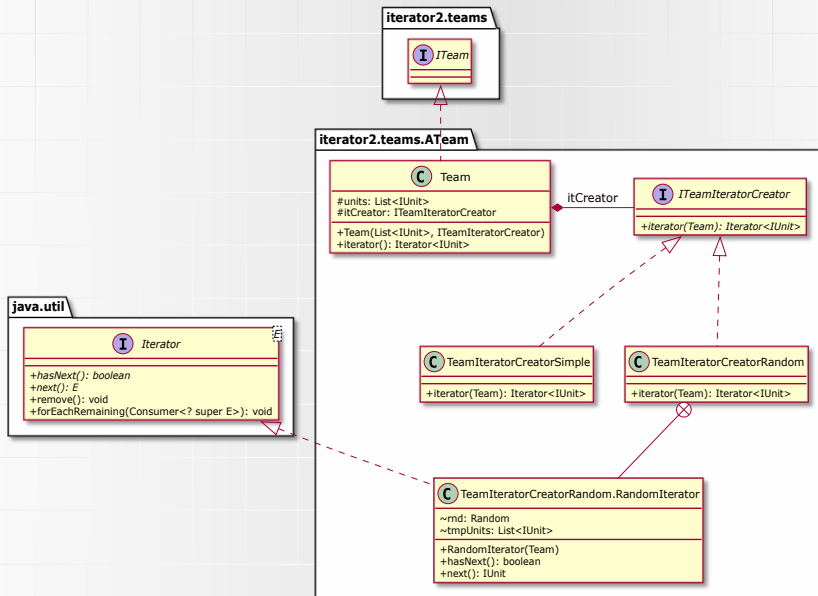 iterator2.teams
I ITeam
iterator2.teams.ATeam
C Team
#units: List<IUnit>
#itCreator: ITeamIteratorCreator
+Team(List<IUnit>, ITeamIteratorCreator)
+iterator(): Iterator<IUnit>
itCreator
I ITeamIteratorCreator
+iterator(Team): Iterator<IUnit>
java.util
I Iterator
E
+hasNext(): boolean
+next(): E
+remove(): void
+forEachRemaining(Consumer<? super E>): void
C TeamIteratorCreatorSimple
+iterator(Team): Iterator<IUnit>
C TeamIteratorCreatorRandom
+iterator(Team): Iterator<IUnit>
C TeamIteratorCreatorRandom.RandomIterator
~rnd: Random
~tmpUnits: List<IUnit>
+RandomIterator(Team)
+hasNext(): boolean
+next(): IUnit